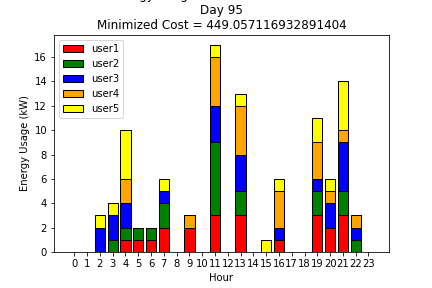 Day 95
Minimized Cost = 449.057116932891404
user1
user2
user3
user4
user5
Energy Usage (kW)
16
14
12
10
8
6
4
2
0
0 1 2 3 4 5 6 7 8 9 10 11 12 13 14 15 16 17 18 19 20 21 22 23
Hour